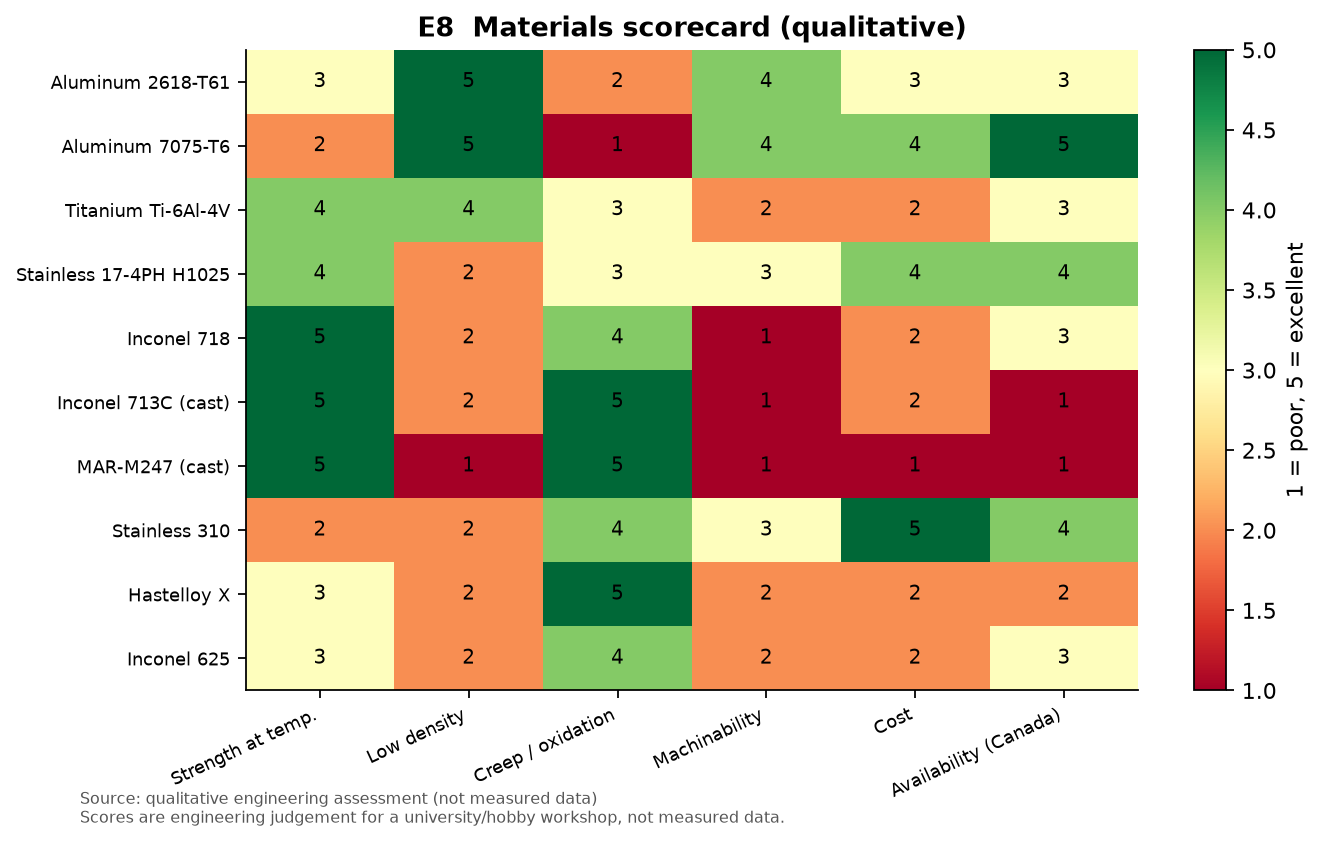 E8  Materials scorecard (qualitative)
Aluminum 2618-T61 3 5 2 4 3 3
Aluminum 7075-T6 2 5 1 4 4 5
Titanium Ti-6Al-4V 4 4 3 2 2 3
Stainless 17-4PH H1025 4 2 3 3 4 4
Inconel 718 5 2 4 1 2 3
Inconel 713C (cast) 5 2 5 1 2 1
MAR-M247 (cast) 5 1 5 1 1 1
Stainless 310 2 2 4 3 5 4
Hastelloy X 3 2 5 2 2 2
Inconel 625 3 2 4 2 2 3
Strength at temp.
Low density
Creep / oxidation
Machinability
Cost
Availability (Canada)
5.0
4.5
4.0
3.5
3.0
2.5
2.0
1.5
1.0
1 = poor, 5 = excellent
Source: qualitative engineering assessment (not measured data)
Scores are engineering judgement for a university/hobby workshop, not measured data.